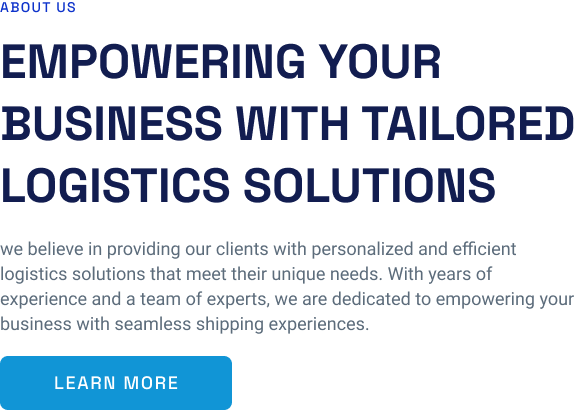 ABOUT US
EMPOWERING YOUR
BUSINESS WITH TAILORED
LOGISTICS SOLUTIONS
we believe in providing our clients with personalized and efficient
logistics solutions that meet their unique needs. With years of
experience and a team of experts, we are dedicated to empowering your
business with seamless shipping experiences.
LEARN MORE